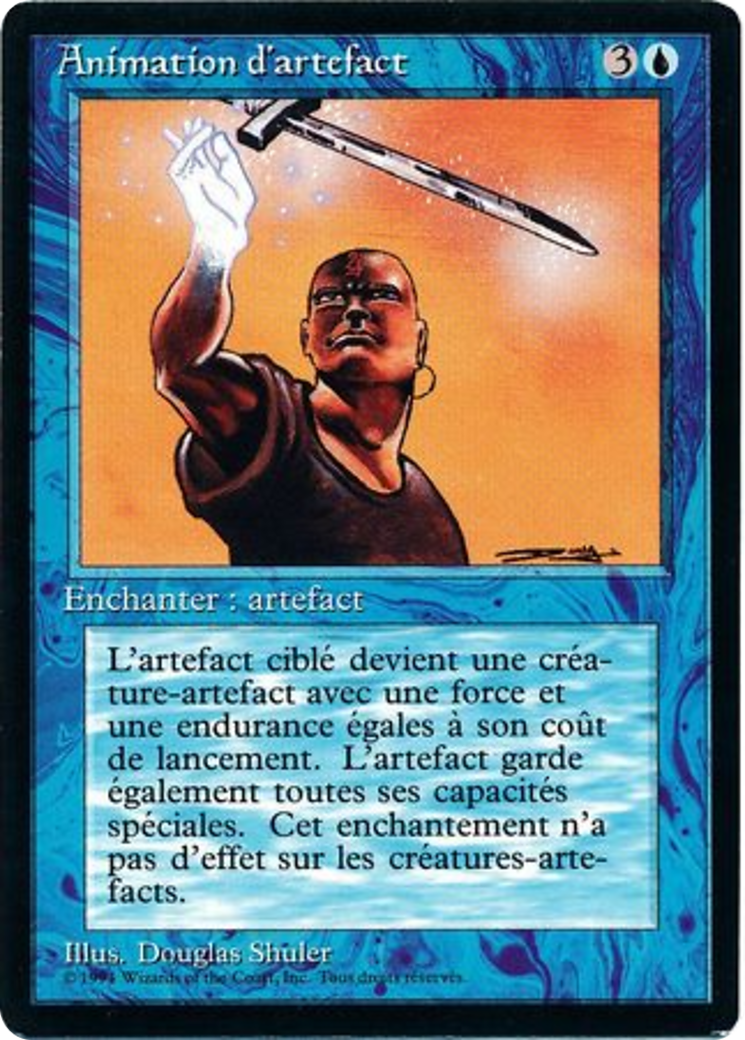 Animation d'artefact 3
Enchanter : artefact
L'artefact ciblé devient une créa-
ture-artefact avec une force et
une endurance égales à son coût
de lancement. L'artefact garde
également toutes ses capacités
spéciales. Cet enchantement n'a
pas d'effet sur les créatures-arte-
facts.
Illus. Douglas Shuler
© 1994 Wizards of the Coast, Inc. Tous droits réservés.